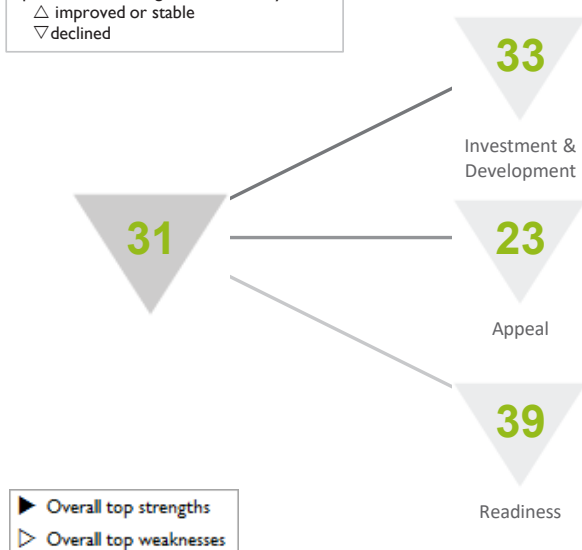 △ improved or stable
▽ declined
33
Investment &
Development
31
23
Appeal
39
Readiness
▶ Overall top strengths
▷ Overall top weaknesses